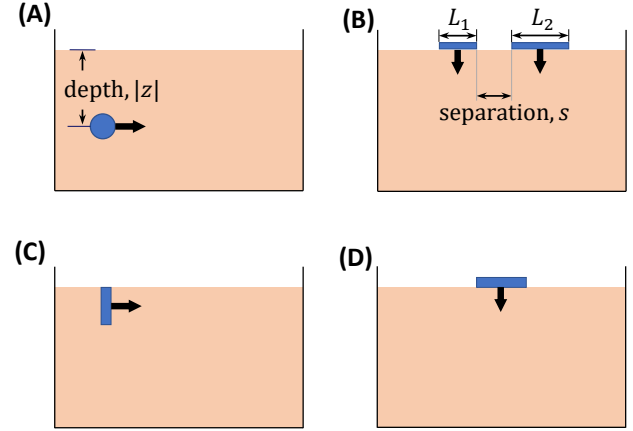 (A)
depth, |z|
(B)
L₁
L₂
separation, s
(C)
(D)